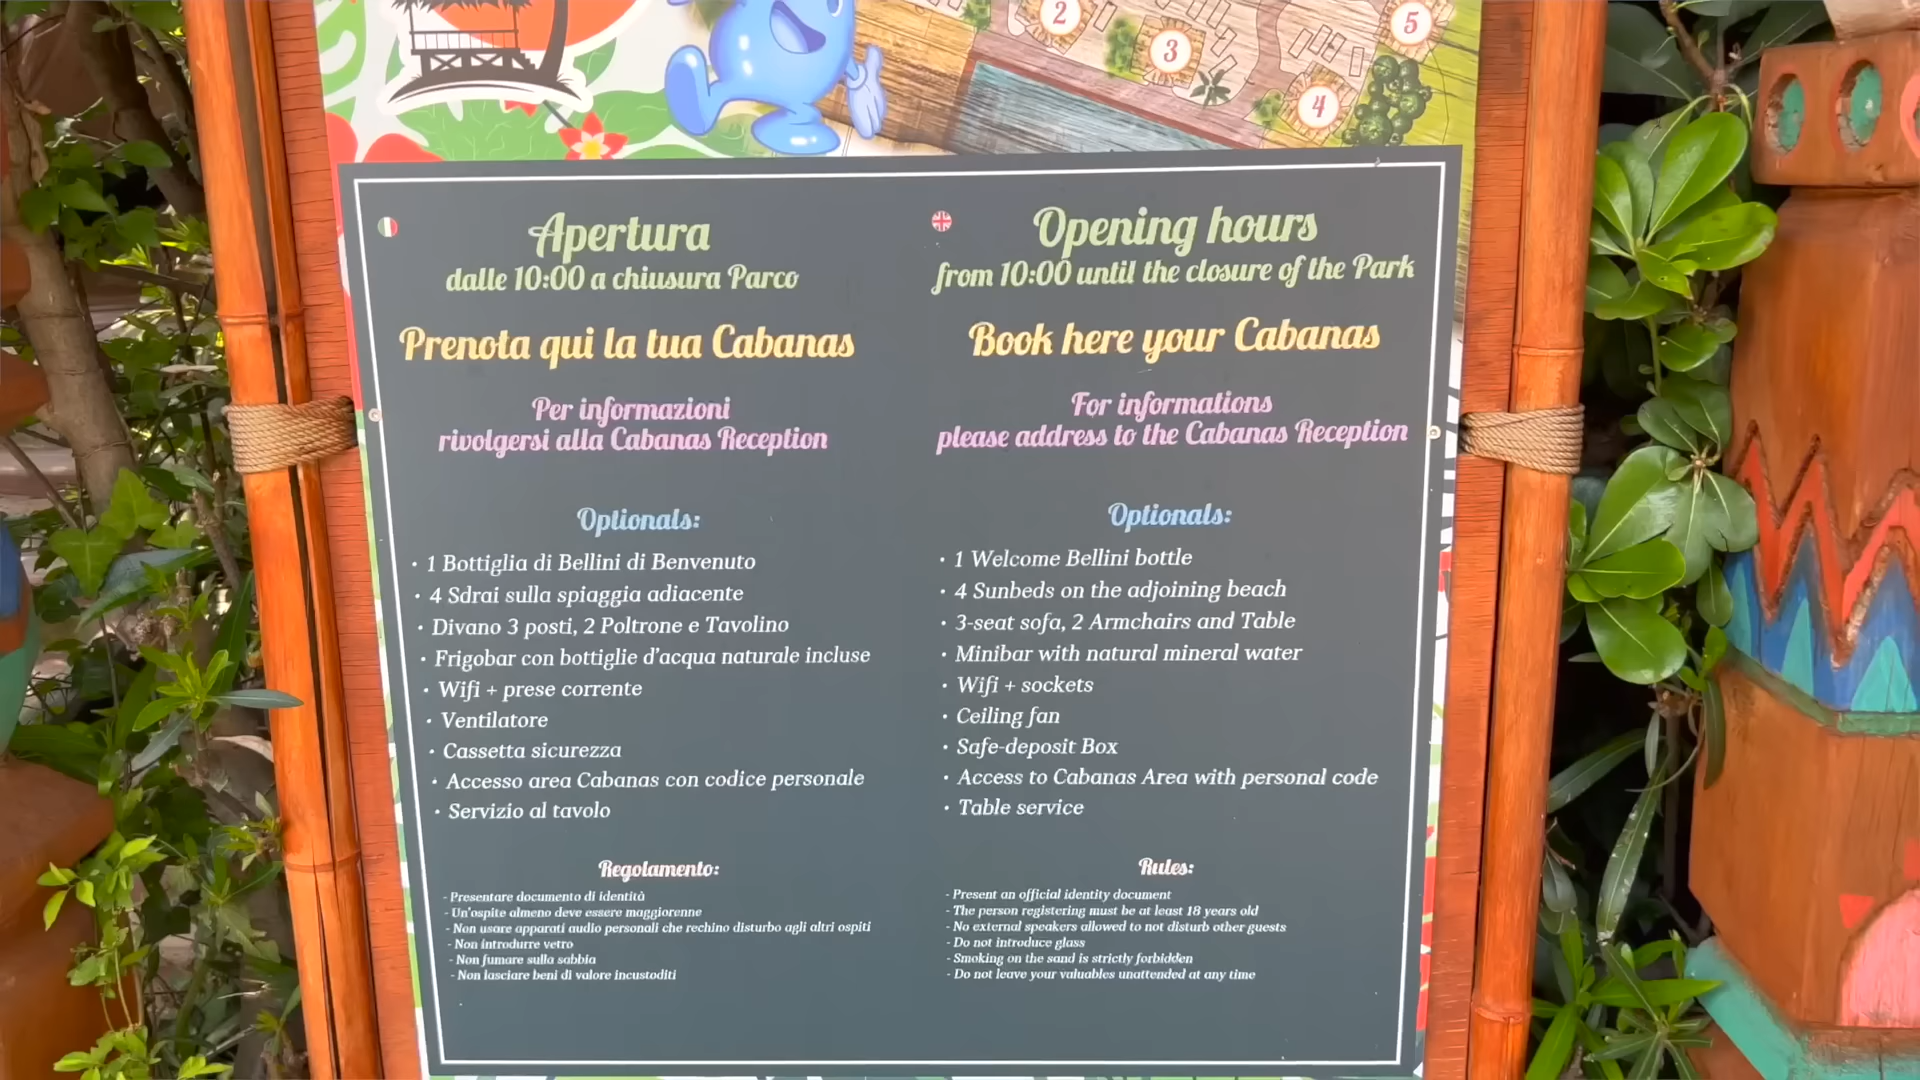 2
3
4
5
Apertura
dalle 10:00 a chiusura Parco
Prenota qui la tua Cabanas
Per informazioni
rivolgersi alla Cabanas Reception
Optionals:
• 1 Bottiglia di Bellini di Benvenuto
• 4 Sdrai sulla spiaggia adiacente
• Divano 3 posti, 2 Poltrone e Tavolino
• Frigobar con bottiglie d'acqua naturale incluse
• Wifi + prese corrente
• Ventilatore
• Cassetta sicurezza
• Accesso area Cabanas con codice personale
• Servizio al tavolo
Regolamento:
- Presentare documento di identità
- Un'ospite almeno deve essere maggiorenne
- Non usare apparati audio personali che rechino disturbo agli altri ospiti
- Non introdurre vetro
- Non fumare sulla sabbia
- Non lasciare beni di valore incustoditi
Opening hours
from 10:00 until the closure of the Park
Book here your Cabanas
For informations
please address to the Cabanas Reception
Optionals:
• 1 Welcome Bellini bottle
• 4 Sunbeds on the adjoining beach
• 3-seat sofa, 2 Armchairs and Table
• Minibar with natural mineral water
• Wifi + sockets
• Ceiling fan
• Safe-deposit Box
• Access to Cabanas Area with personal code
• Table service
Rules:
- Present an official identity document
- The person registering must be at least 18 years old
- No external speakers allowed to not disturb other guests
- Do not introduce glass
- Smoking on the sand is strictly forbidden
- Do not leave your valuables unattended at any time